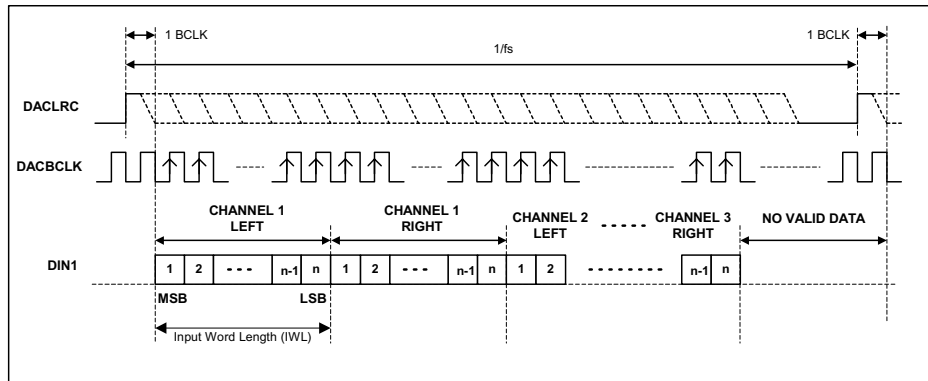 1 BCLK
1 BCLK
1/fs
DACLRC
DACBCLK
CHANNEL 1
LEFT
CHANNEL 1
RIGHT
CHANNEL 2
LEFT
CHANNEL 3
RIGHT
NO VALID DATA
DIN1
1 2 n-1 n 1 2 n-1 n 1 2 n-1 n
MSB LSB
Input Word Length (IWL)